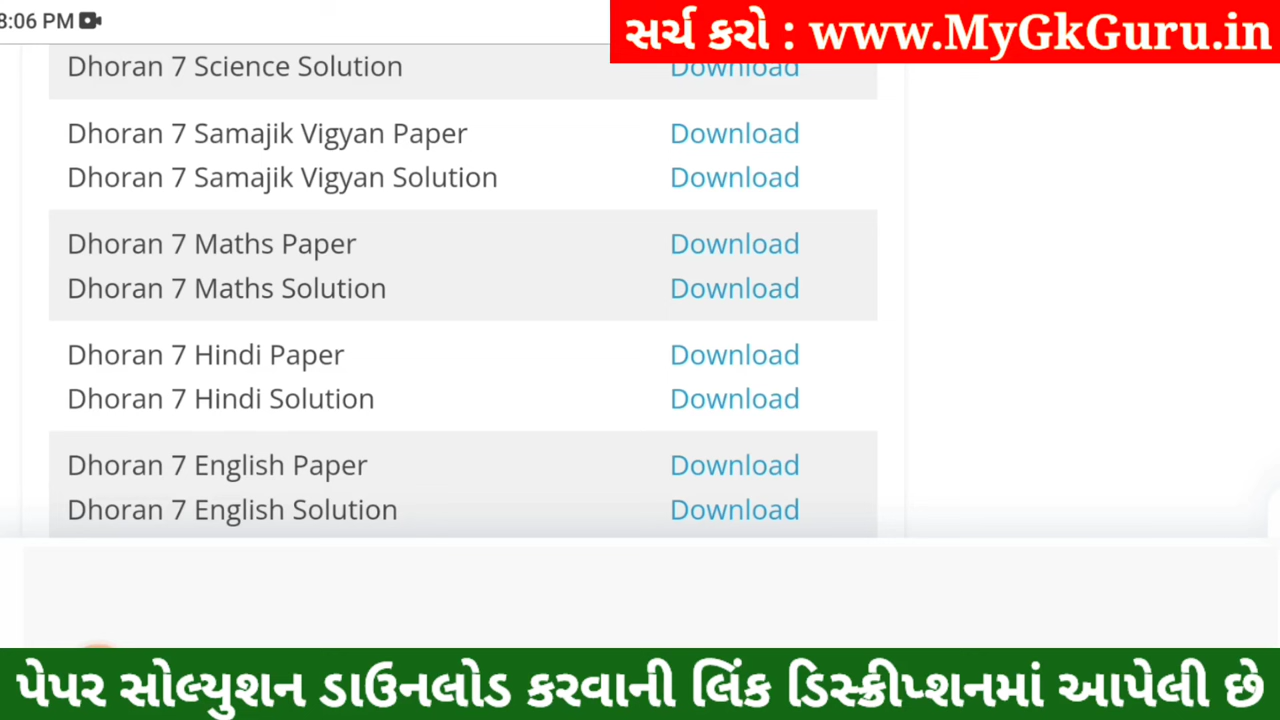 8:06 PM
સર્ચ કરો : www.MyGkGuru.in
Dhoran 7 Science Solution Download
Dhoran 7 Samajik Vigyan Paper Download
Dhoran 7 Samajik Vigyan Solution Download
Dhoran 7 Maths Paper Download
Dhoran 7 Maths Solution Download
Dhoran 7 Hindi Paper Download
Dhoran 7 Hindi Solution Download
Dhoran 7 English Paper Download
Dhoran 7 English Solution Download
પેપર સોલ્યુશન ડાઉનલોડ કરવાની લિંક ડિસ્ક્રીપ્શનમાં આપેલી છે